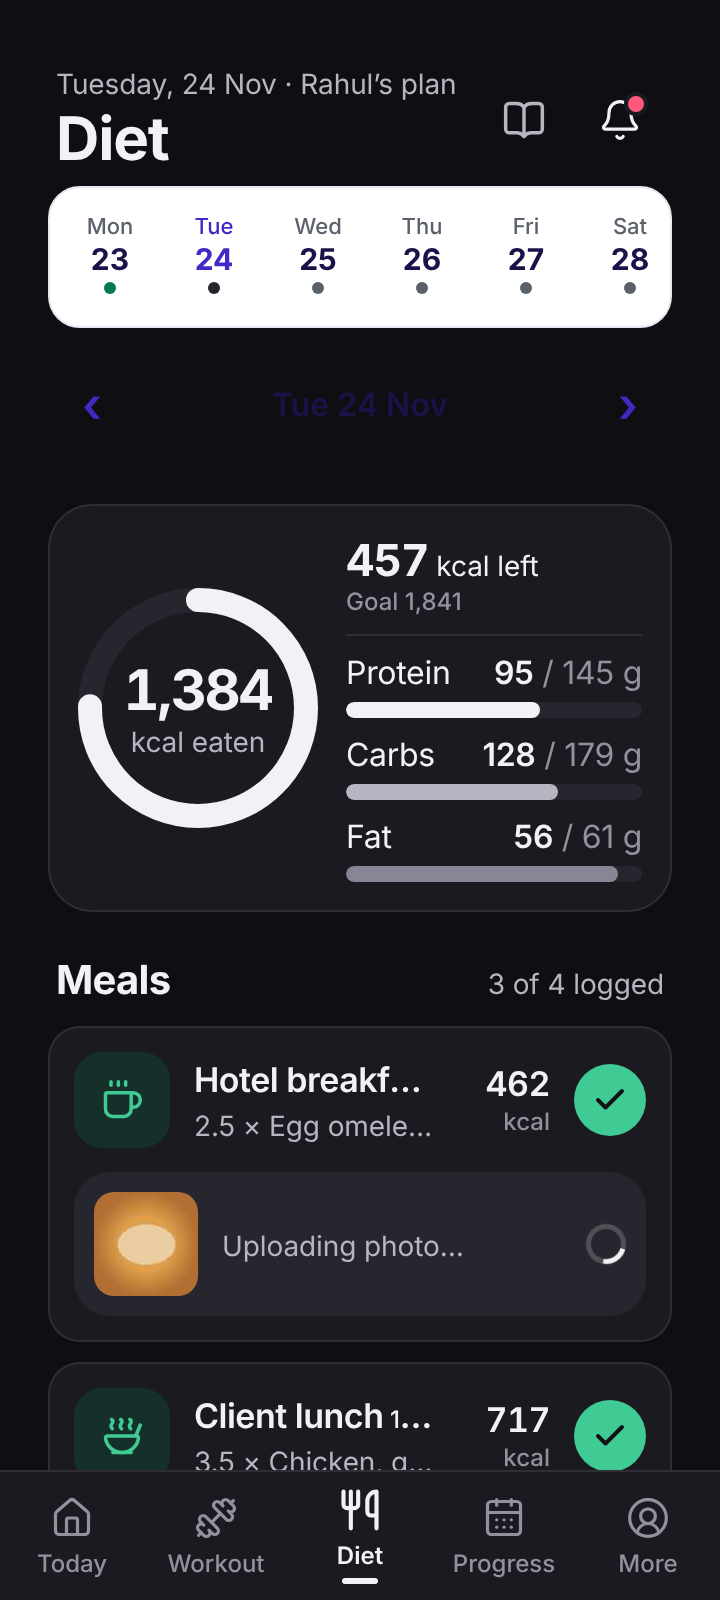 Tuesday, 24 Nov · Rahul’s plan
Diet
Mon Tue Wed Thu Fri Sat
23 24 25 26 27 28
‹ Tue 24 Nov ›
457 kcal left
Goal 1,841
1,384
kcal eaten
Protein 95 / 145 g
Carbs 128 / 179 g
Fat 56 / 61 g
Meals 3 of 4 logged
Hotel breakf... 462
2.5 × Egg omele... kcal
Uploading photo...
Client lunch 1... 717
3.5 × Chicken, g... kcal
Today Workout Diet Progress More